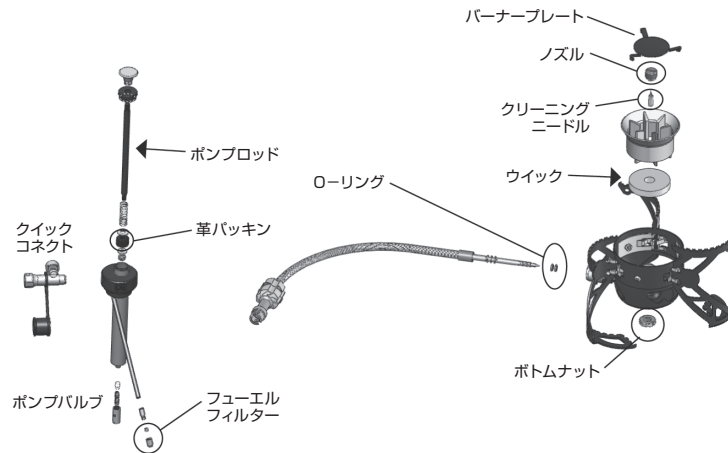 バーナープレート
ノズル
クリーニング
ニードル
ポンプロッド
O-リング
ウイック
クイック
コネクト
革パッキン
ボトムナット
ポンプバルブ
フューエル
フィルター